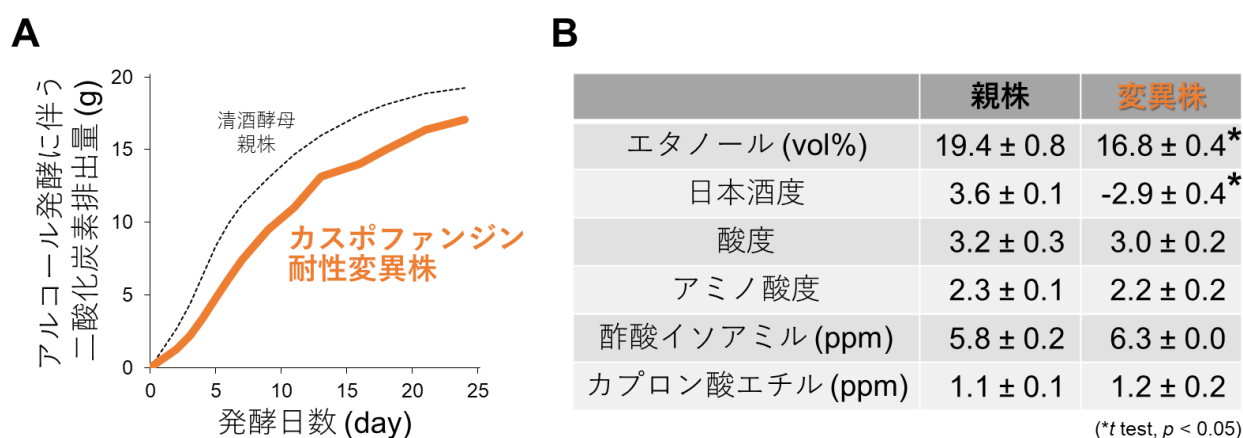 A
アルコール発酵に伴う
二酸化炭素排出量 (g)
20
15
10
5
0
清酒酵母
親株
カスポファンジン
耐性変異株
0 5 10 15 20 25
発酵日数 (day)
B
親株 変異株
エタノール (vol%) 19.4 ± 0.8 16.8 ± 0.4*
日本酒度 3.6 ± 0.1 -2.9 ± 0.4*
酸度 3.2 ± 0.3 3.0 ± 0.2
アミノ酸度 2.3 ± 0.1 2.2 ± 0.2
酢酸イソアミル (ppm) 5.8 ± 0.2 6.3 ± 0.0
カプロン酸エチル (ppm) 1.1 ± 0.1 1.2 ± 0.2
(*t test, p < 0.05)